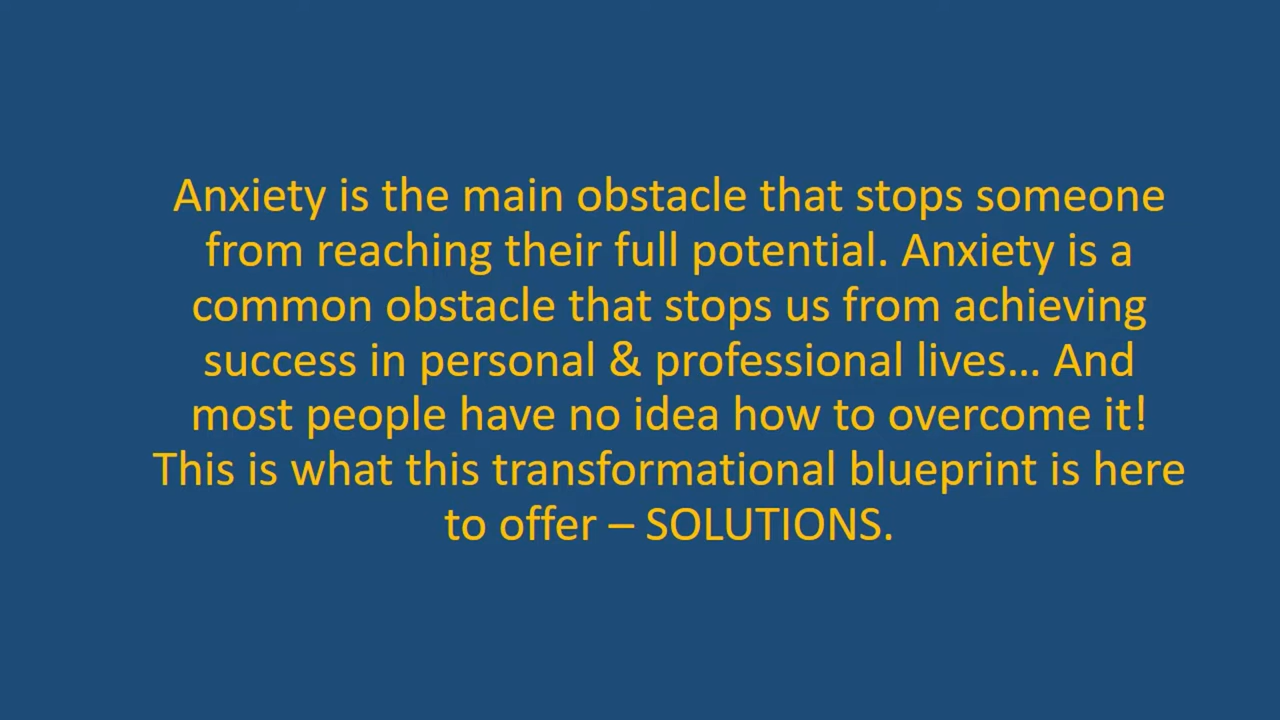 Anxiety is the main obstacle that stops someone
from reaching their full potential. Anxiety is a
common obstacle that stops us from achieving
success in personal & professional lives… And
most people have no idea how to overcome it!
This is what this transformational blueprint is here
to offer – SOLUTIONS.